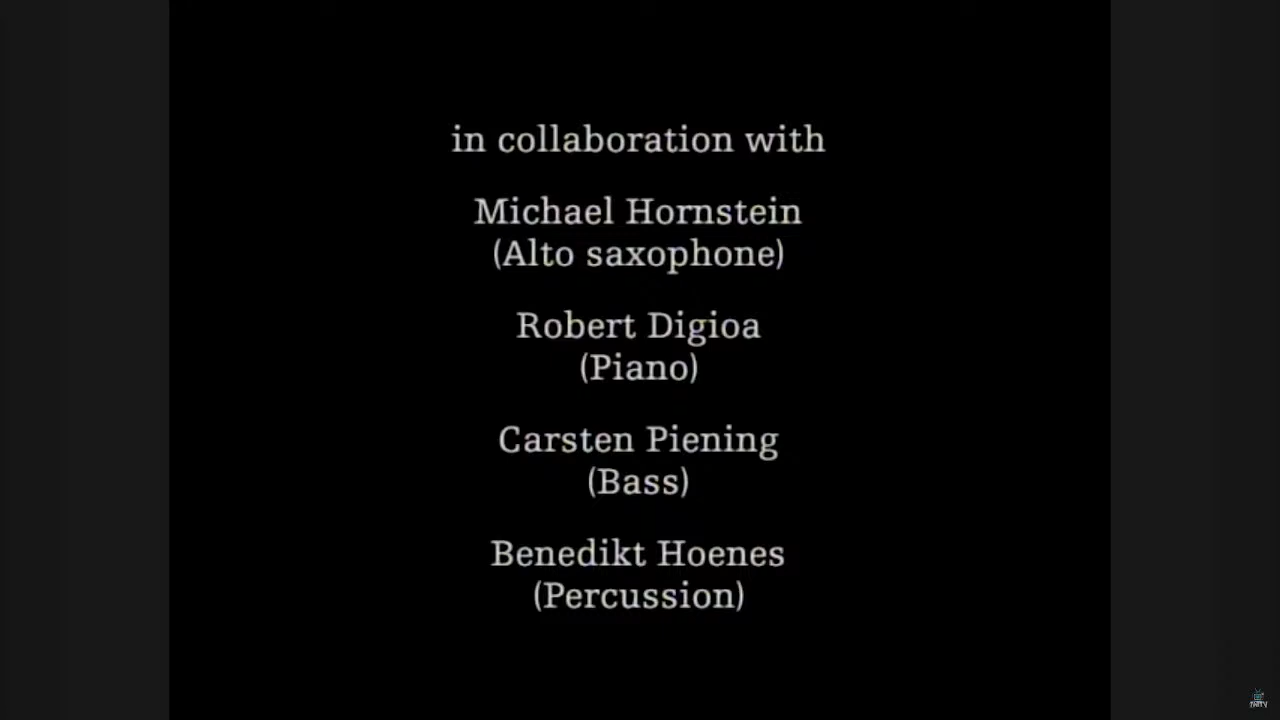 in collaboration with
Michael Hornstein
(Alto saxophone)
Robert Digioa
(Piano)
Carsten Piening
(Bass)
Benedikt Hoenes
(Percussion)